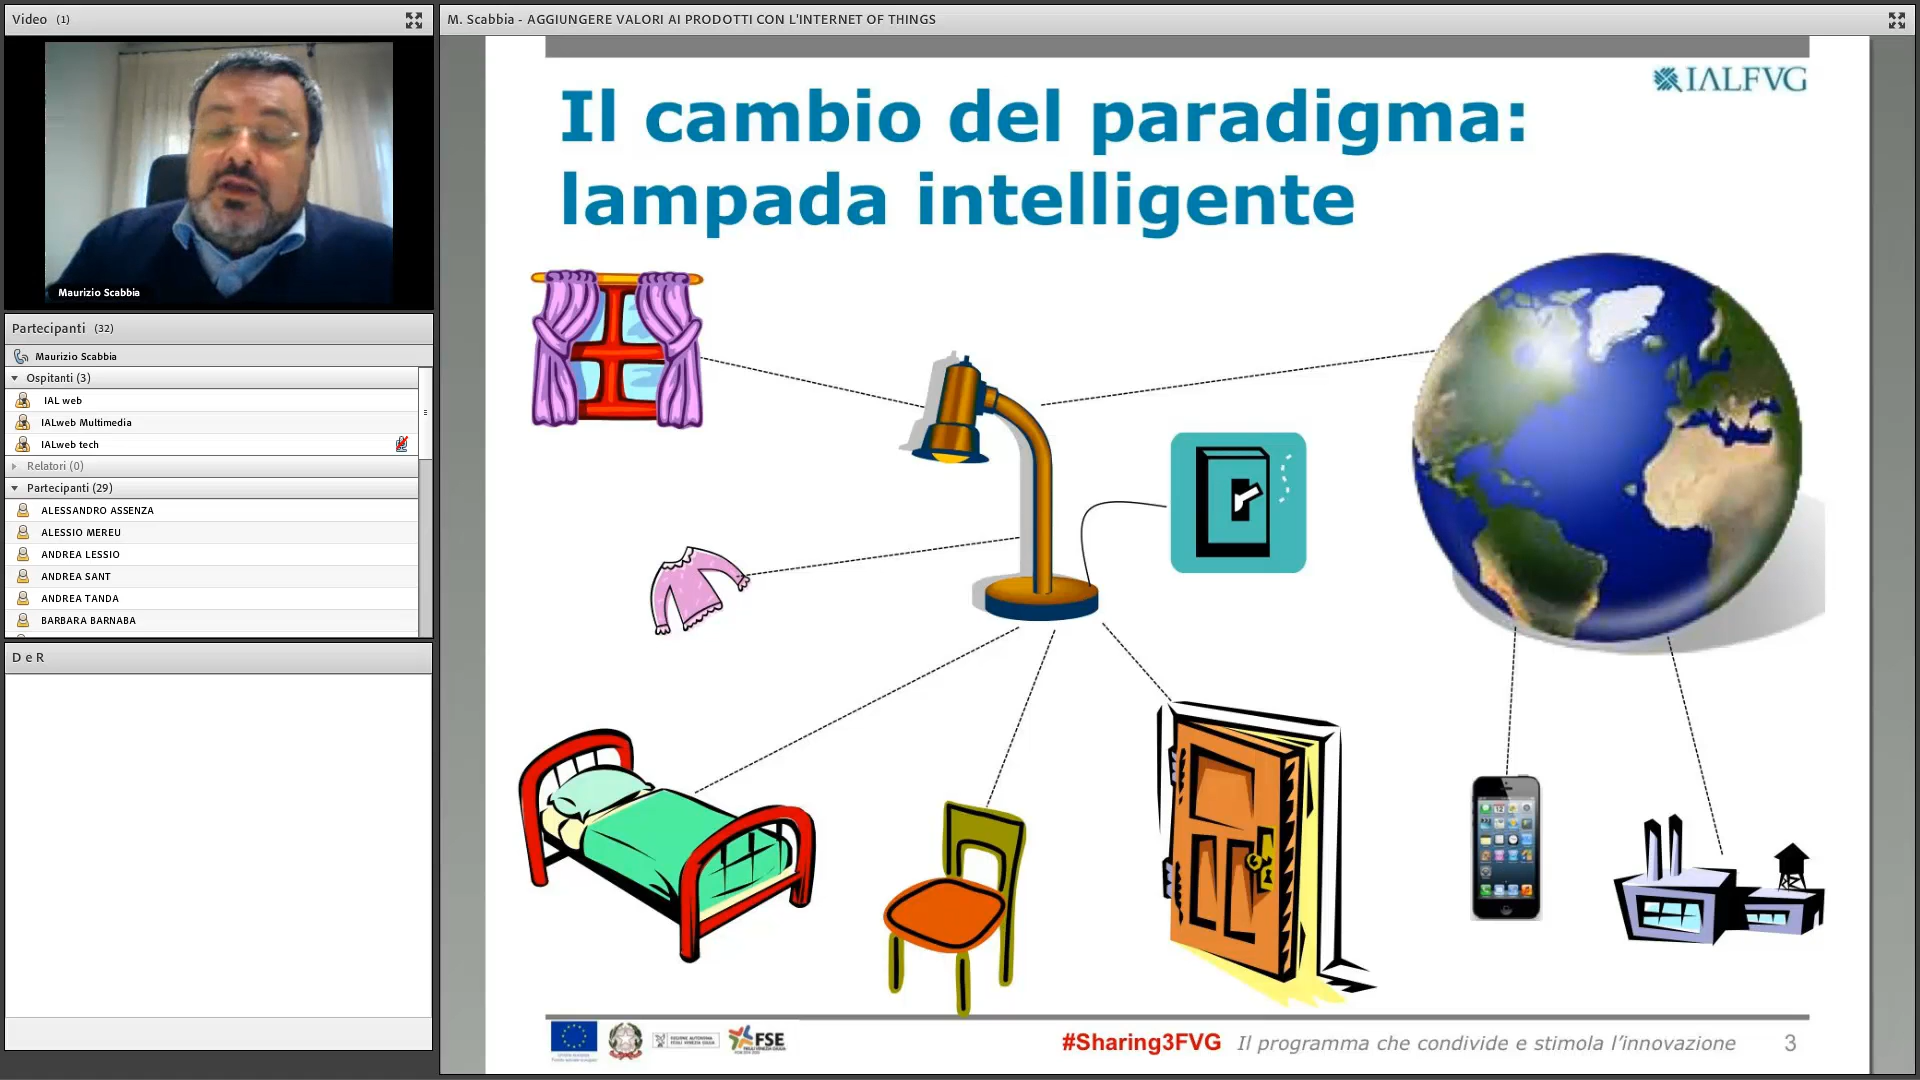 Video (1)
Maurizio Scabbia
Partecipanti (32)
Maurizio Scabbia
Ospitanti (3)
IAL web
IALweb Multimedia
IALweb tech
Relatori (0)
Partecipanti (29)
ALESSANDRO ASSENZA
ALESSIO MEREU
ANDREA LESSIO
ANDREA SANT
ANDREA TANDA
BARBARA BARNABA
D e R
M. Scabbia - AGGIUNGERE VALORI AI PRODOTTI CON L'INTERNET OF THINGS
IALFVG
Il cambio del paradigma:
lampada intelligente
FSE
#Sharing3FVG Il programma che condivide e stimola l’innovazione 3